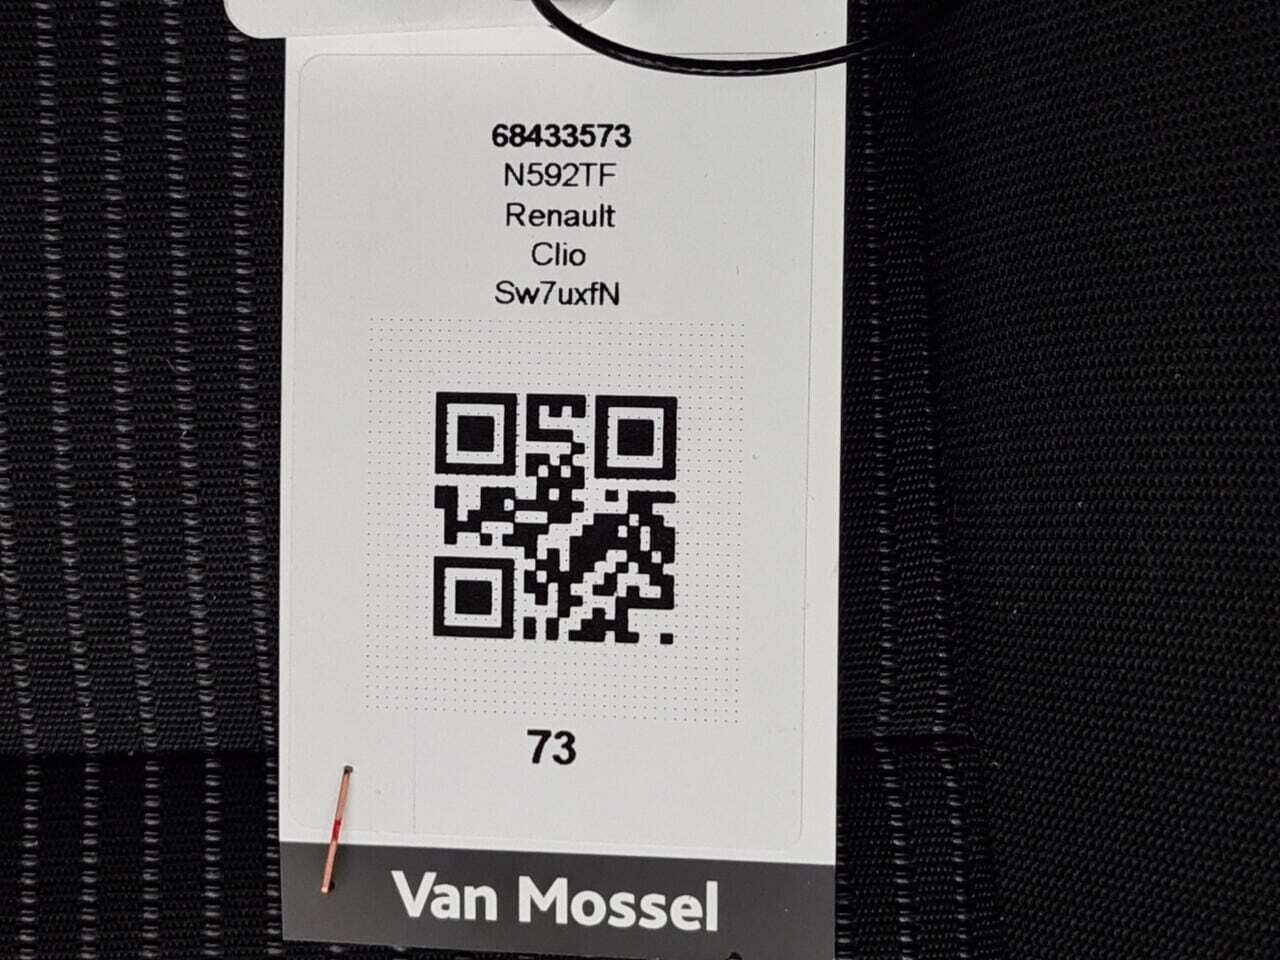 68433573
N592TF
Renault
Clio
Sw7uxfN
73
Van Mossel